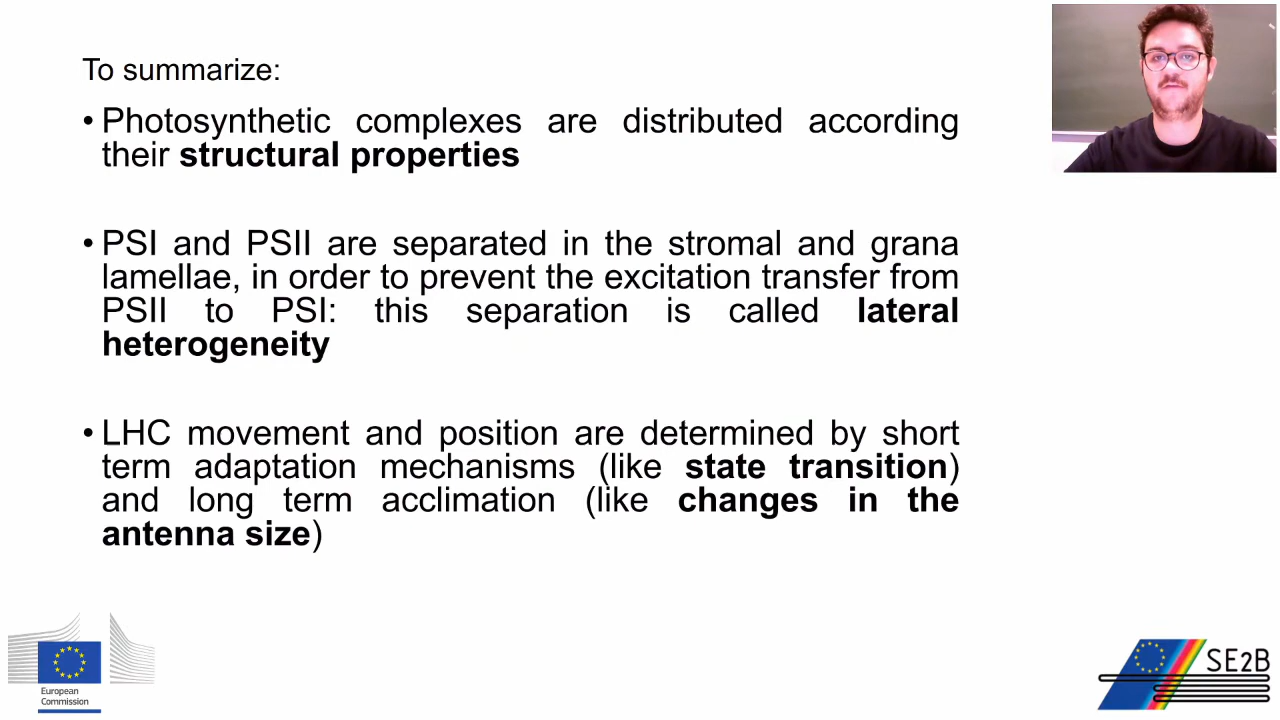 To summarize:
• Photosynthetic complexes are distributed according
their structural properties
• PSI and PSII are separated in the stromal and grana
lamellae, in order to prevent the excitation transfer from
PSII to PSI: this separation is called lateral
heterogeneity
• LHC movement and position are determined by short
term adaptation mechanisms (like state transition)
and long term acclimation (like changes in the
antenna size)
European
Commission
SE2B